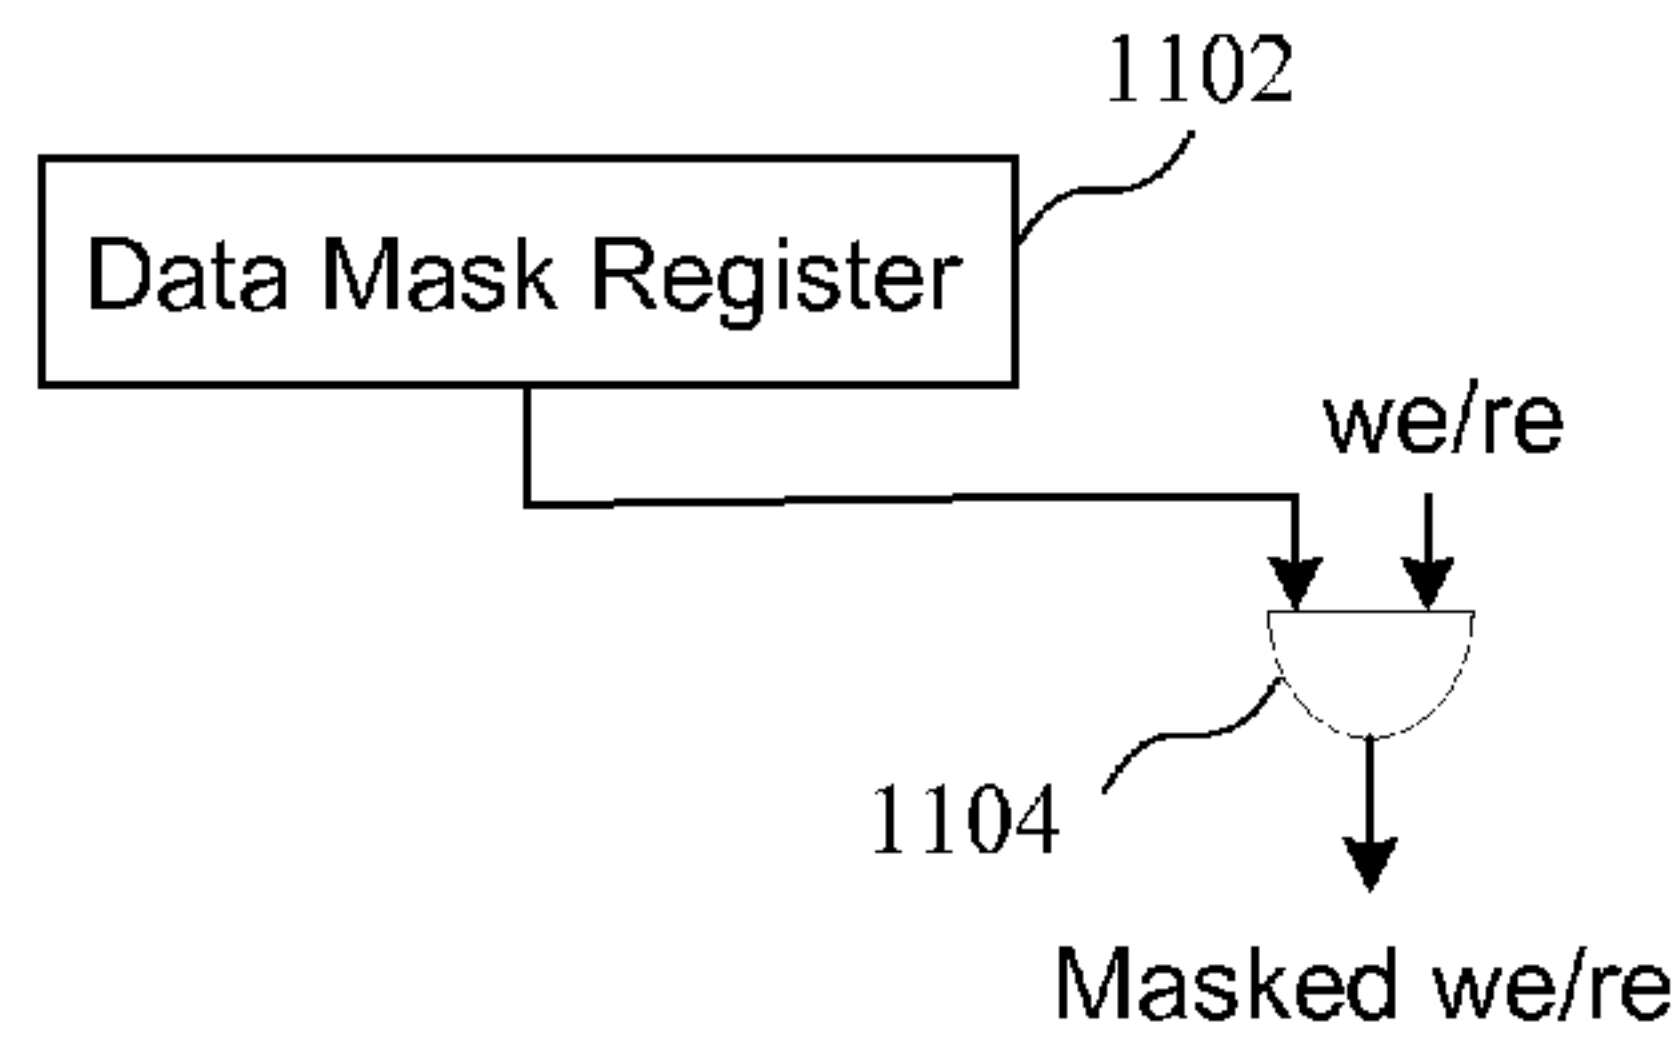 1102
Data Mask Register
we/re
1104
Masked we/re